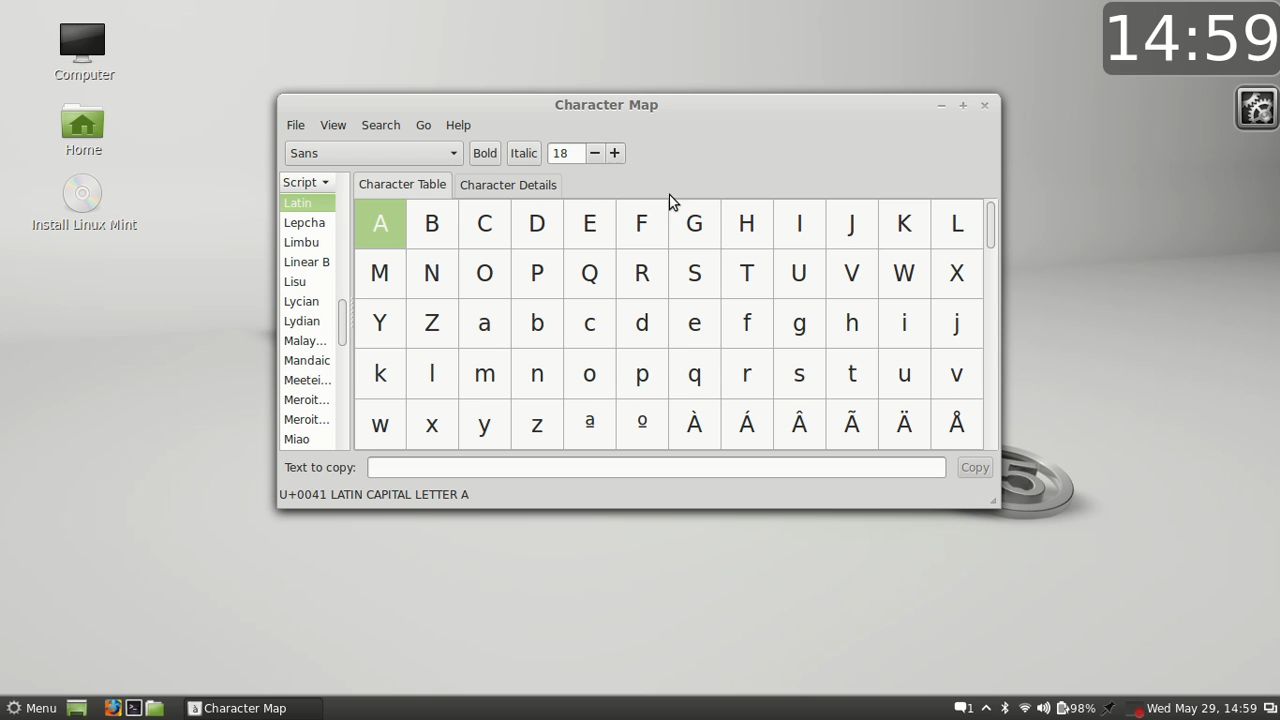 14:59
Computer
Home
Install Linux Mint
Character Map
File View Search Go Help
Sans Bold Italic 18
Script
Character Table Character Details
Latin
Lepcha
Limbu
Linear B
Lisu
Lycian
Lydian
Malay...
Mandaic
Meetei...
Meroit...
Meroit...
Miao
A B C D E F G H I J K L
M N O P Q R S T U V W X
Y Z a b c d e f g h i j
k l m n o p q r s t u v
w x y z ª º À Á Â Ã Ä Å
Text to copy: Copy
U+0041 LATIN CAPITAL LETTER A
5
Menu Character Map 1 98% Wed May 29, 14:59